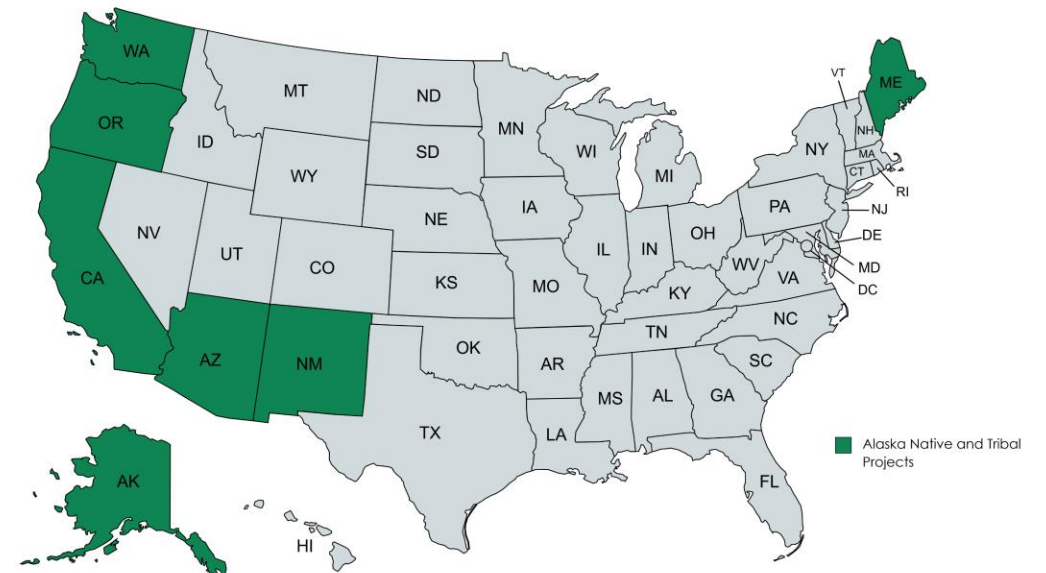 WA
OR
CA
ID
NV
MT
WY
UT
AZ
CO
NM
ND
SD
NE
KS
OK
TX
MN
IA
MO
AR
LA
WI
IL
MS
MI
IN
KY
TN
AL
OH
WV
GA
FL
SC
NC
VA
PA
NY
VT
NH
ME
MA
CT
RI
NJ
DE
MD
DC
AK
HI
Alaska Native and Tribal
Projects